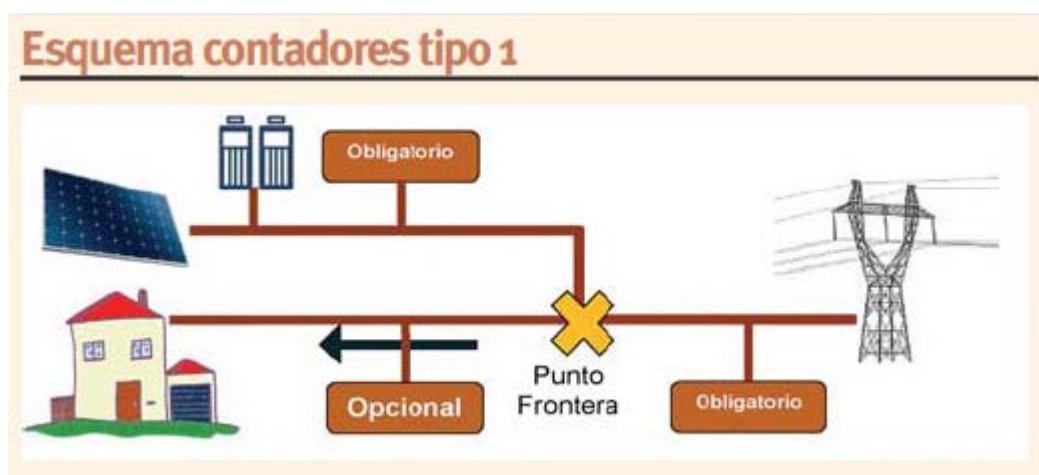 Esquema contadores tipo 1
Obligatorio
Opcional
Punto
Frontera
Obligatorio